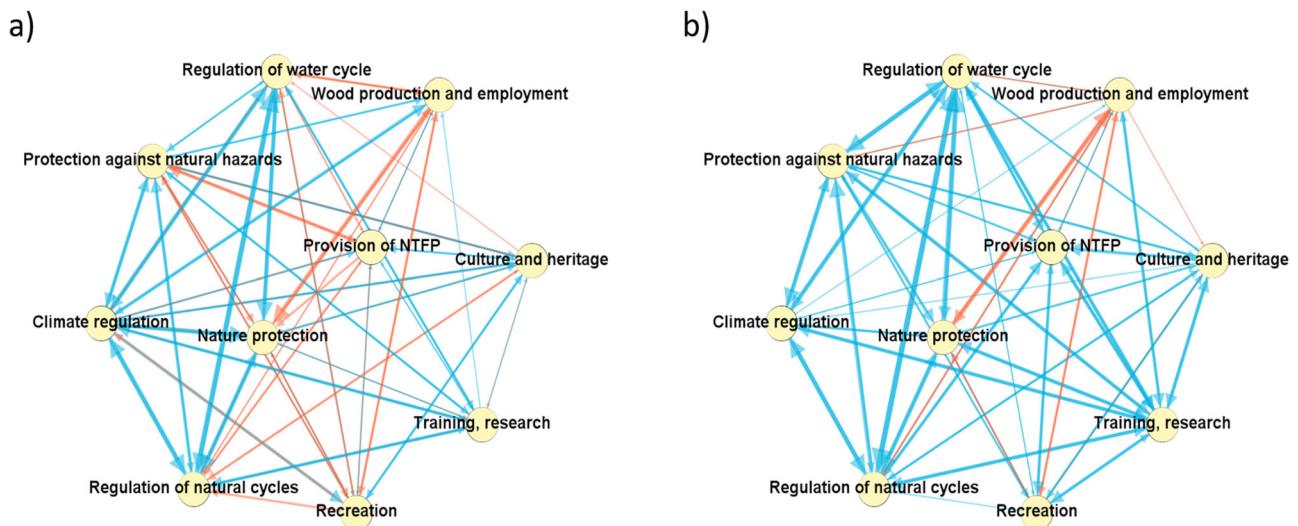 a)
Regulation of water cycle
Wood production and employment
Protection against natural hazards
Provision of NTFP
Culture and heritage
Climate regulation
Nature protection
Training, research
Regulation of natural cycles
Recreation
b)
Regulation of water cycle
Wood production and employment
Protection against natural hazards
Provision of NTFP
Culture and heritage
Climate regulation
Nature protection
Training, research
Regulation of natural cycles
Recreation